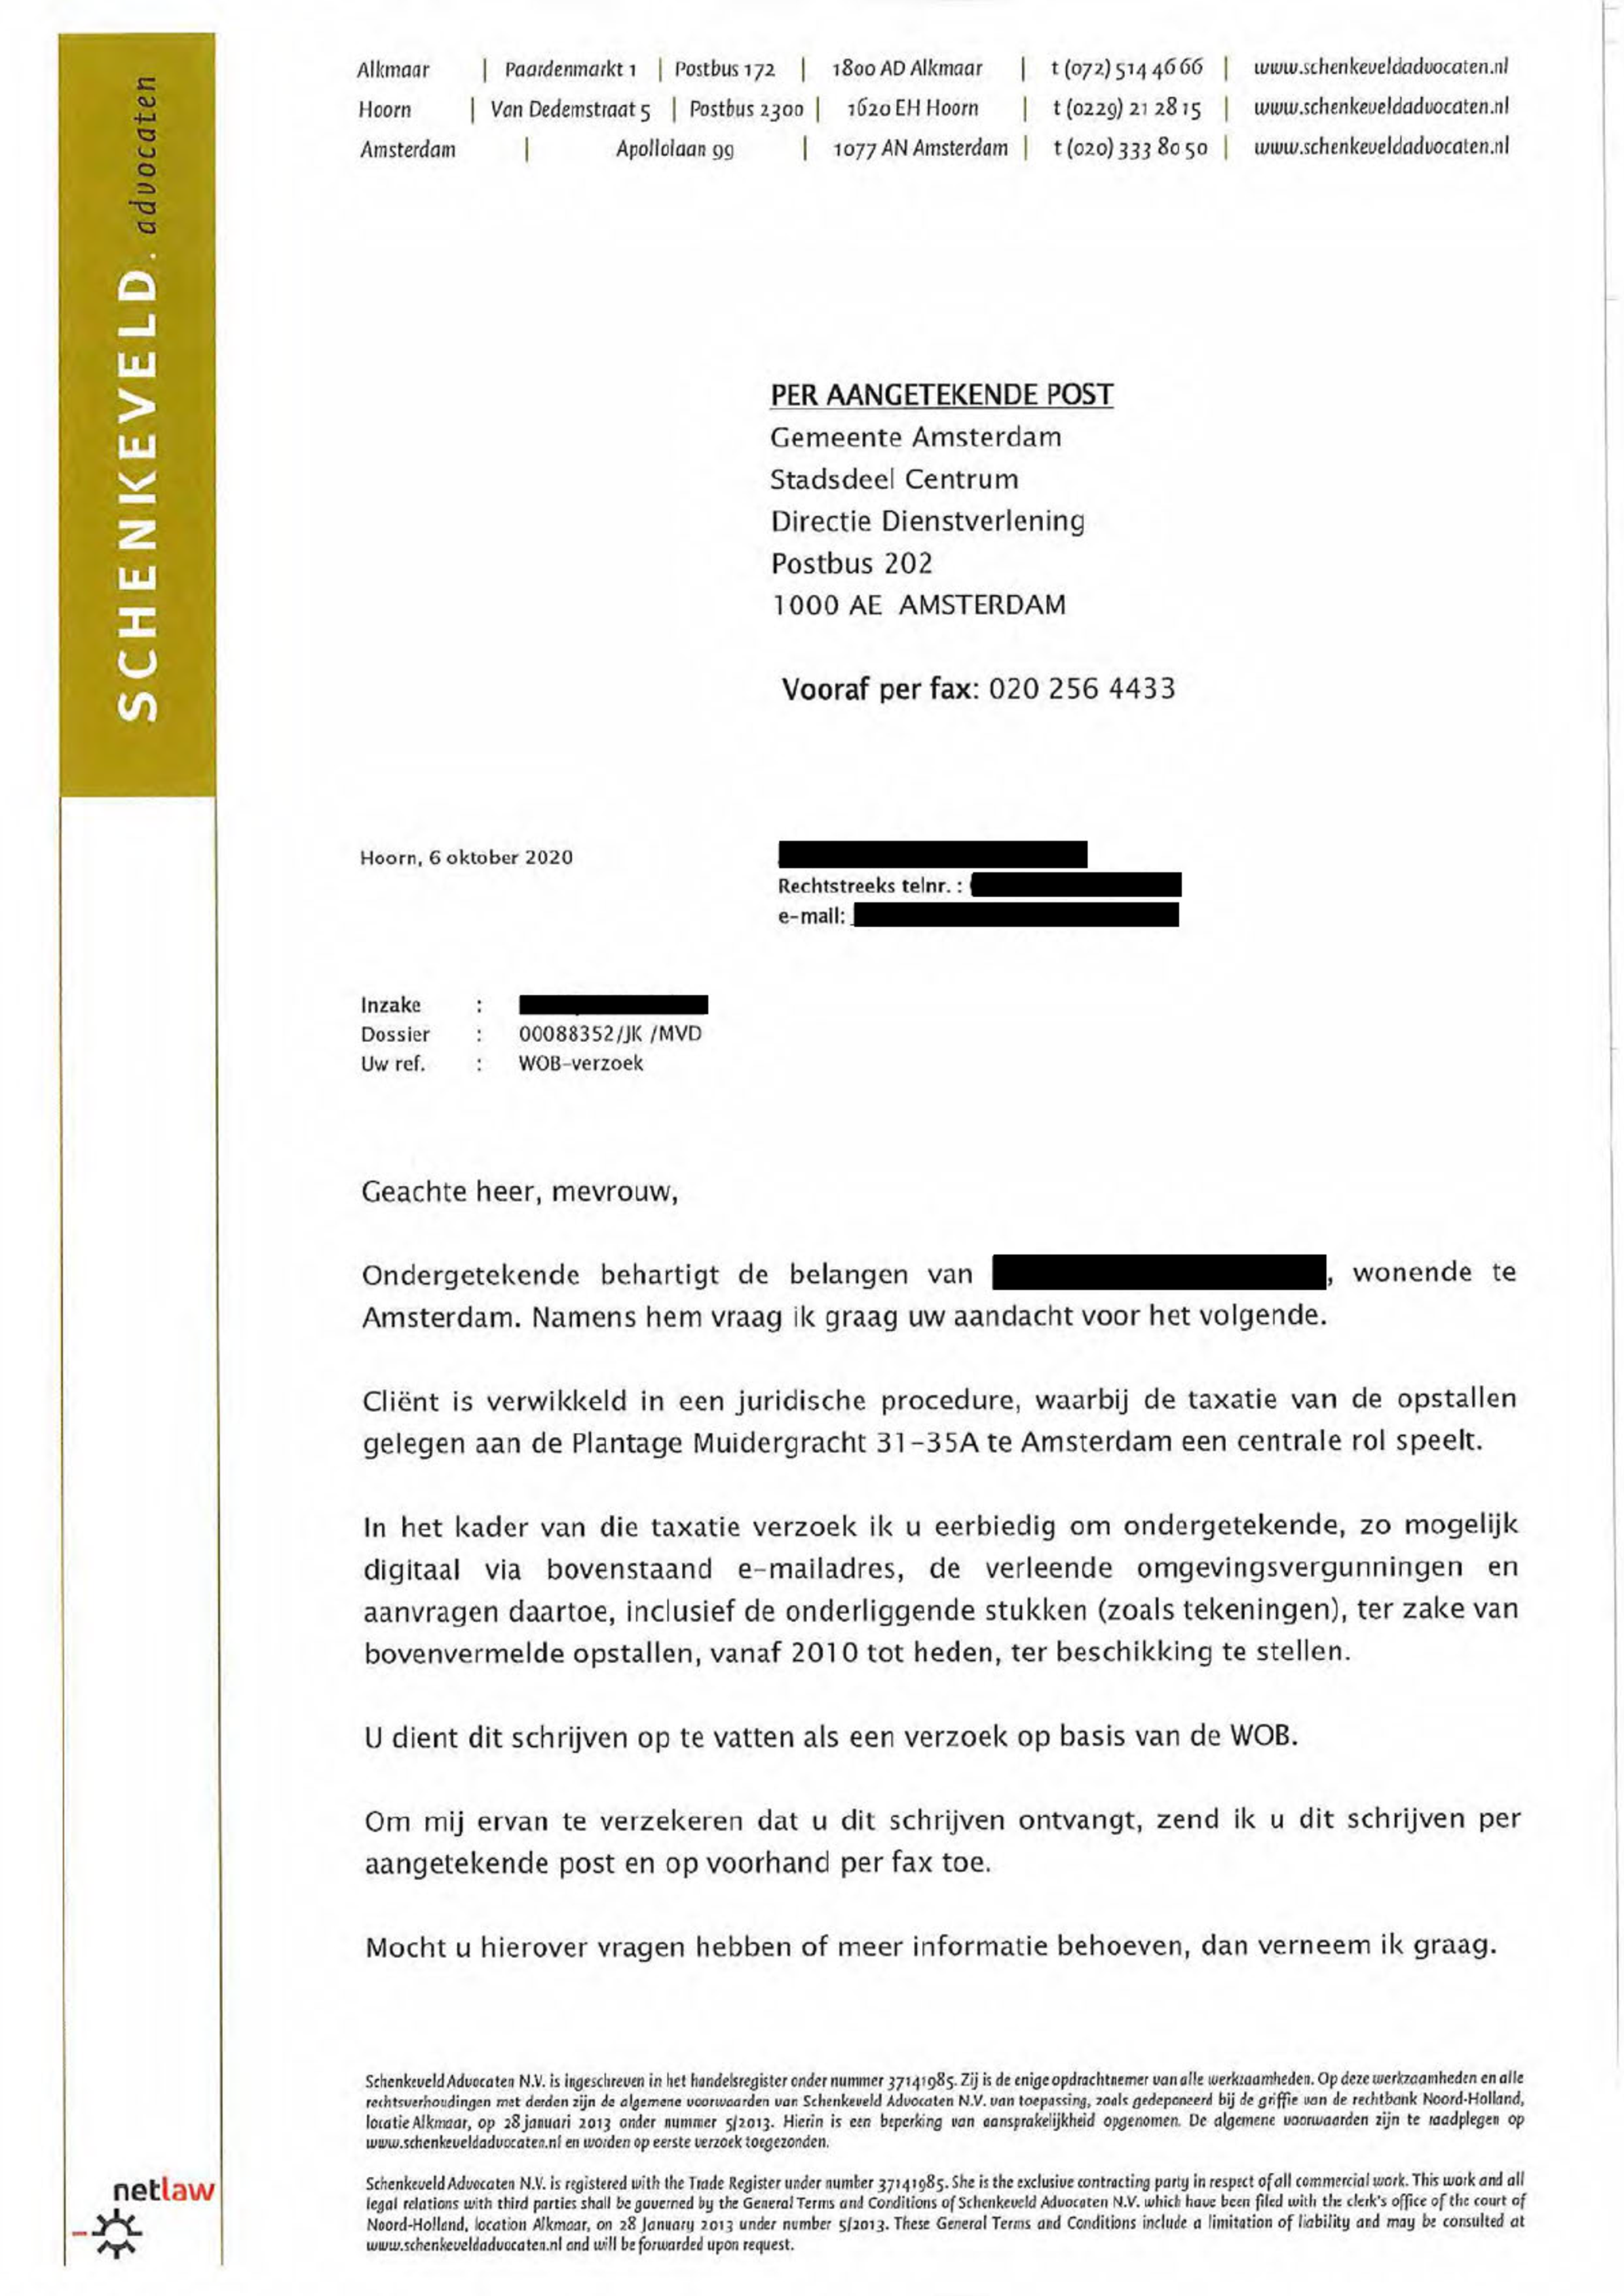 SCHENKEVELD. advocaten
Alkmaar | Paardenmarkt 1 | Postbus 172 | 1800 AD Alkmaar | t (072) 514 46 66 | www.schenkeveldadvocaten.nl
Hoorn | Van Dedemstraat 5 | Postbus 2300 | 1620 EH Hoorn | t (0229) 21 28 15 | www.schenkeveldadvocaten.nl
Amsterdam | Apollolaan 99 | 1077 AN Amsterdam | t (020) 333 80 50 | www.schenkeveldadvocaten.nl
PER AANGETEKENDE POST
Gemeente Amsterdam
Stadsdeel Centrum
Directie Dienstverlening
Postbus 202
1000 AE AMSTERDAM
Vooraf per fax: 020 256 4433
Hoorn, 6 oktober 2020
Rechtstreeks telnr. :
e-mail:
Inzake :
Dossier : 00088352/JK /MVD
Uw ref. : WOB-verzoek
Geachte heer, mevrouw,
Ondergetekende behartigt de belangen van , wonende te
Amsterdam. Namens hem vraag ik graag uw aandacht voor het volgende.
Cliënt is verwikkeld in een juridische procedure, waarbij de taxatie van de opstallen
gelegen aan de Plantage Muidergracht 31-35A te Amsterdam een centrale rol speelt.
In het kader van die taxatie verzoek ik u eerbiedig om ondergetekende, zo mogelijk
digitaal via bovenstaand e-mailadres, de verleende omgevingsvergunningen en
aanvragen daartoe, inclusief de onderliggende stukken (zoals tekeningen), ter zake van
bovenvermelde opstallen, vanaf 2010 tot heden, ter beschikking te stellen.
U dient dit schrijven op te vatten als een verzoek op basis van de WOB.
Om mij ervan te verzekeren dat u dit schrijven ontvangt, zend ik u dit schrijven per
aangetekende post en op voorhand per fax toe.
Mocht u hierover vragen hebben of meer informatie behoeven, dan verneem ik graag.
Schenkeveld Advocaten N.V. is ingeschreven in het handelsregister onder nummer 37141985. Zij is de enige opdrachtnemer van alle werkzaamheden. Op deze werkzaamheden en alle
rechtsverhoudingen met derden zijn de algemene voorwaarden van Schenkeveld Advocaten N.V. van toepassing, zoals gedeponeerd bij de griffie van de rechtbank Noord-Holland,
locatie Alkmaar, op 28 januari 2013 onder nummer 5/2013. Hierin is een beperking van aansprakelijkheid opgenomen. De algemene voorwaarden zijn te raadplegen op
www.schenkeveldadvocaten.nl en worden op eerste verzoek toegezonden.
Schenkeveld Advocaten N.V. is registered with the Trade Register under number 37141985. She is the exclusive contracting party in respect of all commercial work. This work and all
legal relations with third parties shall be governed by the General Terms and Conditions of Schenkeveld Advocaten N.V. which have been filed with the clerk's office of the court of
Noord-Holland, location Alkmaar, on 28 January 2013 under number 5/2013. These General Terms and Conditions include a limitation of liability and may be consulted at
www.schenkeveldadvocaten.nl and will be forwarded upon request.
netlaw